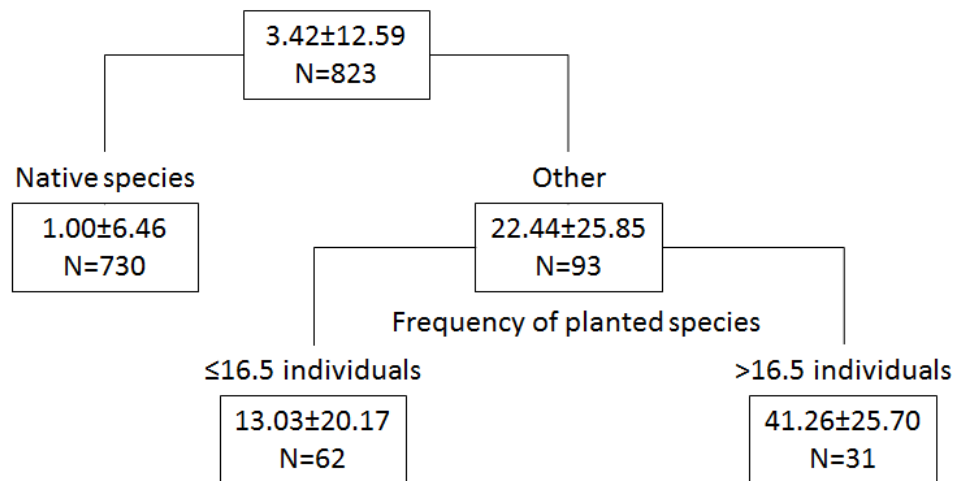 3.42±12.59
N=823
Native species
Other
1.00±6.46
N=730
22.44±25.85
N=93
Frequency of planted species
≤16.5 individuals
>16.5 individuals
13.03±20.17
N=62
41.26±25.70
N=31